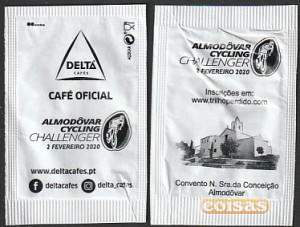 DELTA
CAFÉS
AÇÚCAR
CAFÉ OFICIAL
ALMODÔVAR
CYCLING
CHALLENGER
2 FEVEREIRO 2020
www.deltacafes.pt
deltacafes
delta_cafes
ALMODÔVAR
CYCLING
CHALLENGER
2 FEVEREIRO 2020
Inscrições em:
www.trilhoperdido.com
Convento N. Sra.da Conceição
Almodôvar
coisas